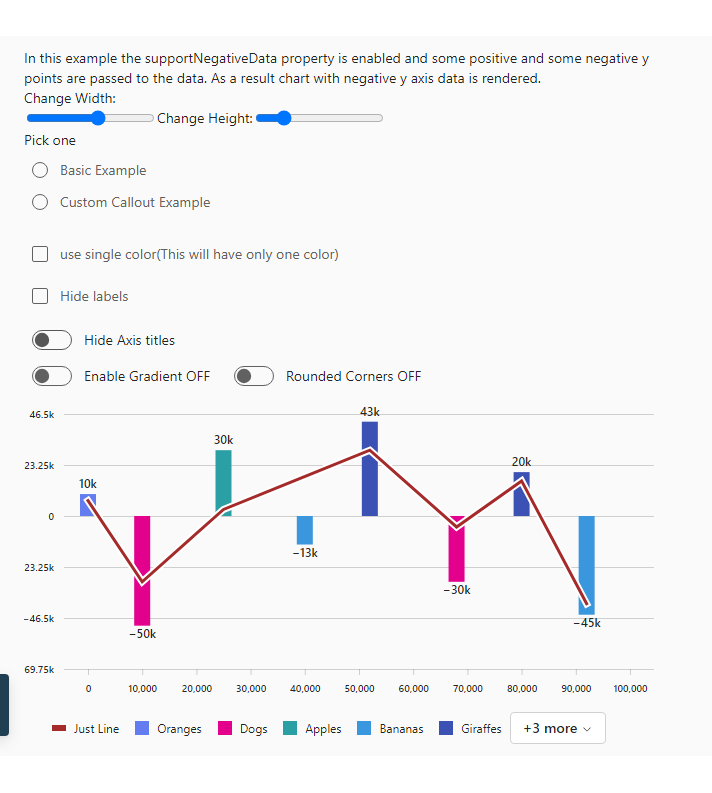 In this example the supportNegativeData property is enabled and some positive and some negative y
points are passed to the data. As a result chart with negative y axis data is rendered.
Change Width:
Change Height:
Pick one
Basic Example
Custom Callout Example
use single color(This will have only one color)
Hide labels
Hide Axis titles
Enable Gradient OFF Rounded Corners OFF
46.5k
23.25k
0
23.25k
−46.5k
69.75k
10k
−50k
30k
−13k
43k
−30k
20k
−45k
0 10,000 20,000 30,000 40,000 50,000 60,000 70,000 80,000 90,000 100,000
Just Line Oranges Dogs Apples Bananas Giraffes +3 more